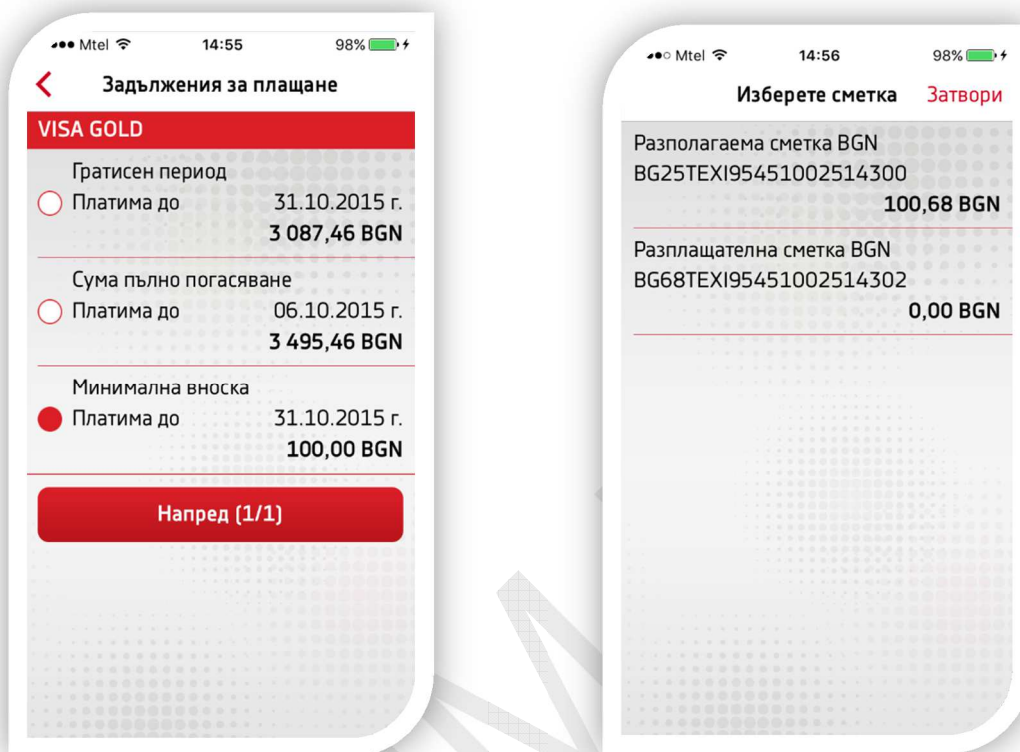 Mtel 14:55 98%
Задължения за плащане
VISA GOLD
Гратисен период
Платима до 31.10.2015 г.
3 087,46 BGN
Сума пълно погасяване
Платима до 06.10.2015 г.
3 495,46 BGN
Минимална вноска
Платима до 31.10.2015 г.
100,00 BGN
Напред (1/1)
Mtel 14:56 98%
Изберете сметка Затвори
Разполагаема сметка BGN
BG25TEXI95451002514300
100,68 BGN
Разплащателна сметка BGN
BG68TEXI95451002514302
0,00 BGN